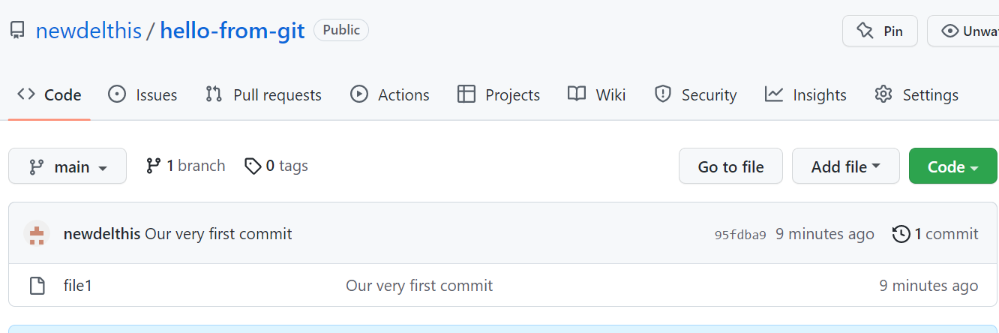 newdelthis / hello-from-git Public Pin Unwa
Code Issues Pull requests Actions Projects Wiki Security Insights Settings
main 1 branch 0 tags Go to file Add file Code
newdelthis Our very first commit 95fdba9 9 minutes ago 1 commit
file1 Our very first commit 9 minutes ago